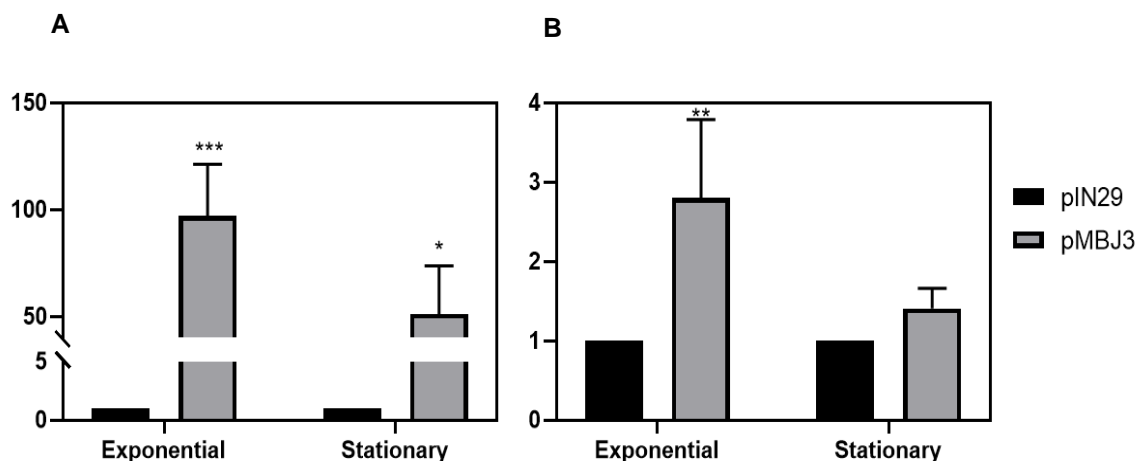 A
150
100
50
5
0
***
*
Exponential
Stationary
B
4
3
2
1
0
**
Exponential
Stationary
pIN29
pMBJ3